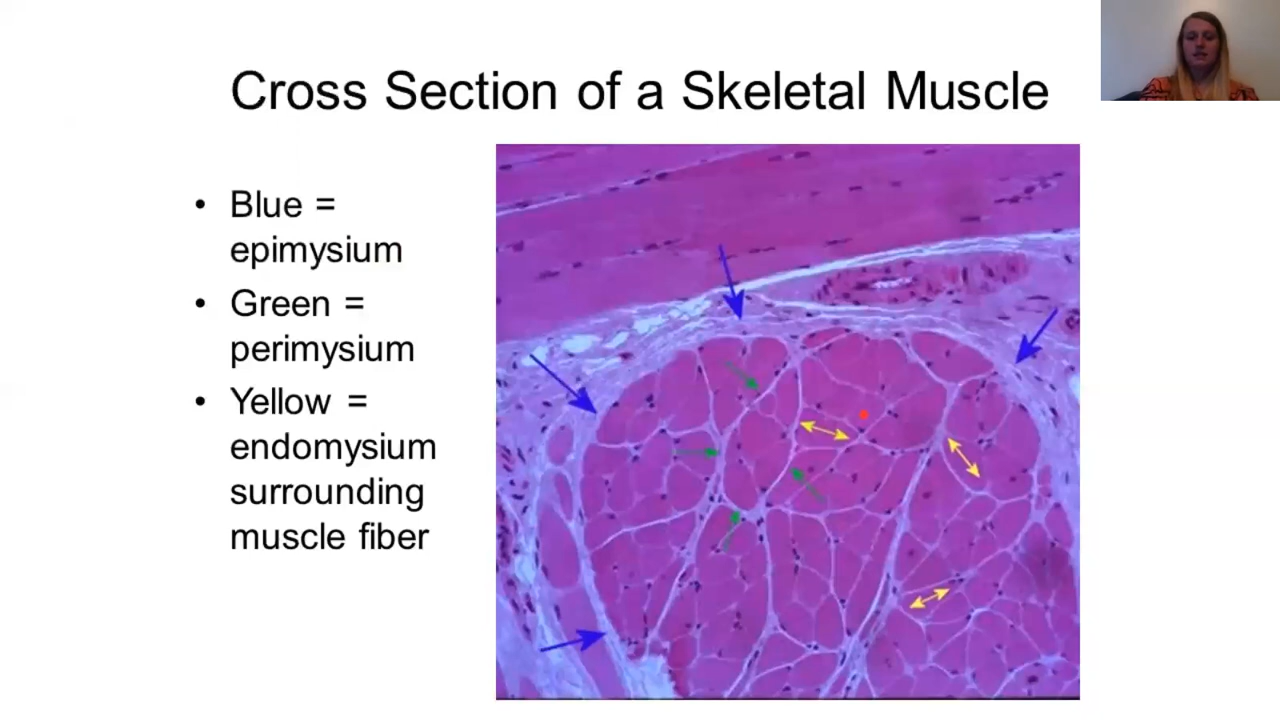 Cross Section of a Skeletal Muscle
• Blue =
epimysium
• Green =
perimysium
• Yellow =
endomysium
surrounding
muscle fiber